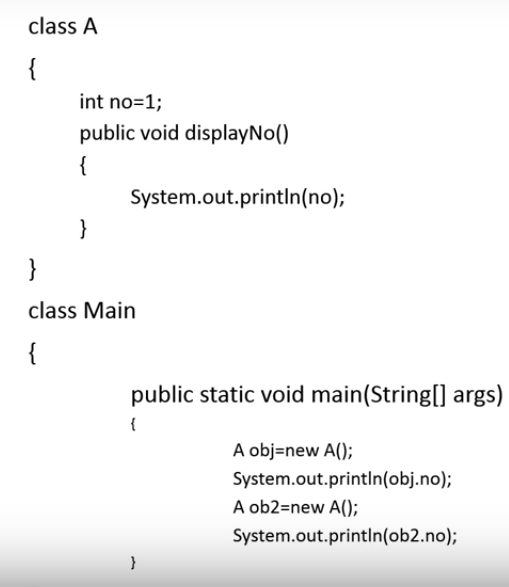 class A
{
int no=1;
public void displayNo()
{
System.out.println(no);
}
}
class Main
{
public static void main(String[] args)
{
A obj=new A();
System.out.println(obj.no);
A ob2=new A();
System.out.println(ob2.no);
}